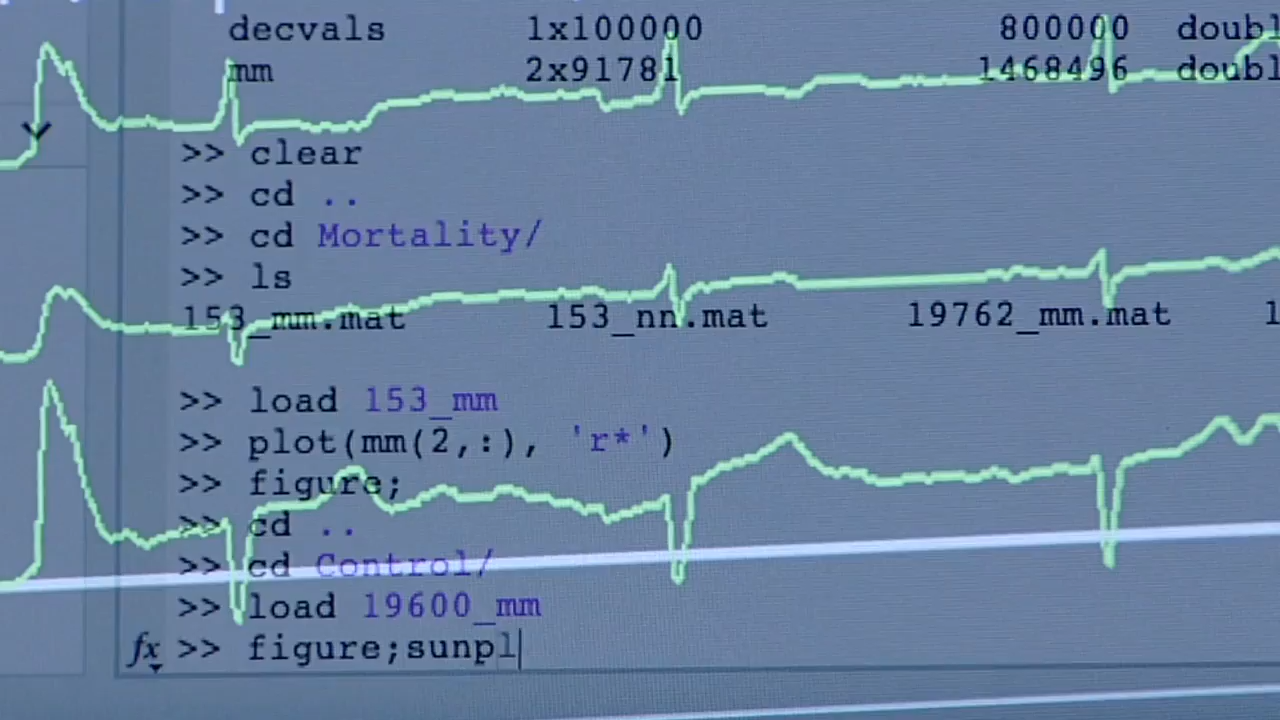 decvals 1x100000 800000 doubl
mm 2x91781 1468496 doubl
>> clear
>> cd ..
>> cd Mortality/
>> ls
153_mm.mat 153_nn.mat 19762_mm.mat 1
>> load 153_mm
>> plot(mm(2,:), 'r*')
>> figure;
>> cd ..
>> cd Control/
>> load 19600_mm
fx >> figure;sunpl